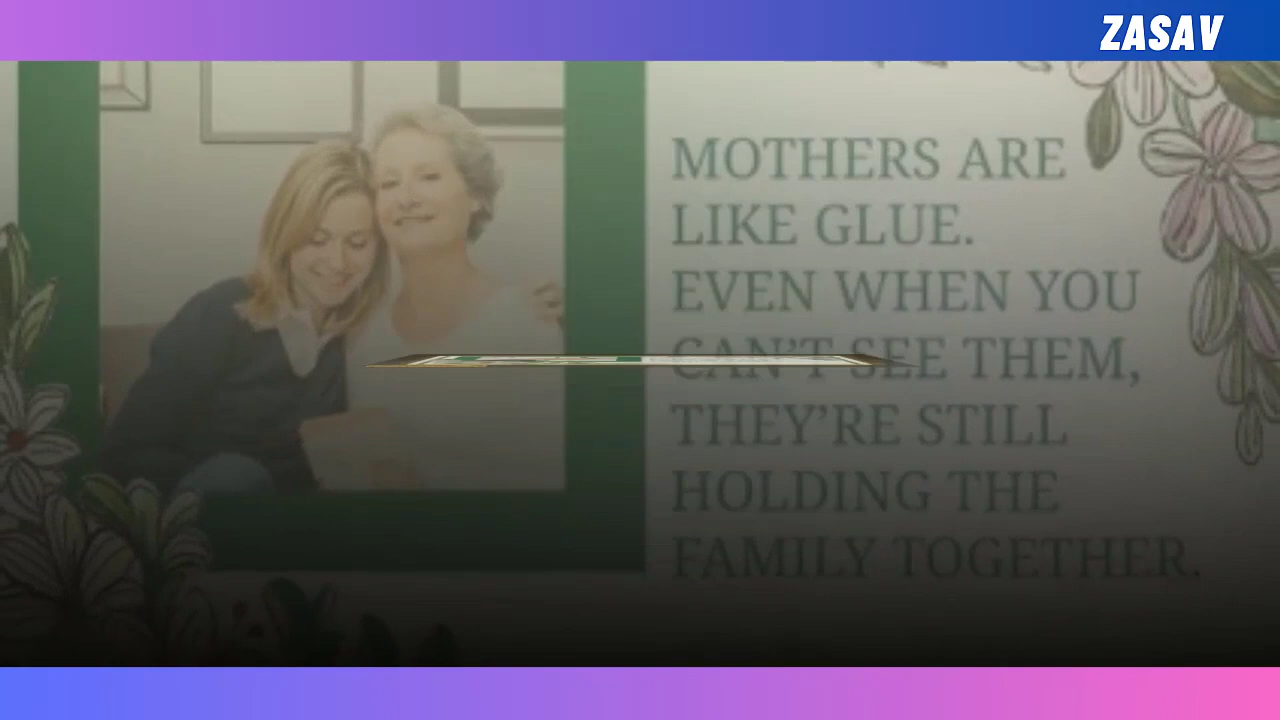 ZASAV
MOTHERS ARE
LIKE GLUE.
EVEN WHEN YOU
CAN'T SEE THEM,
THEY'RE STILL
HOLDING THE
FAMILY TOGETHER.